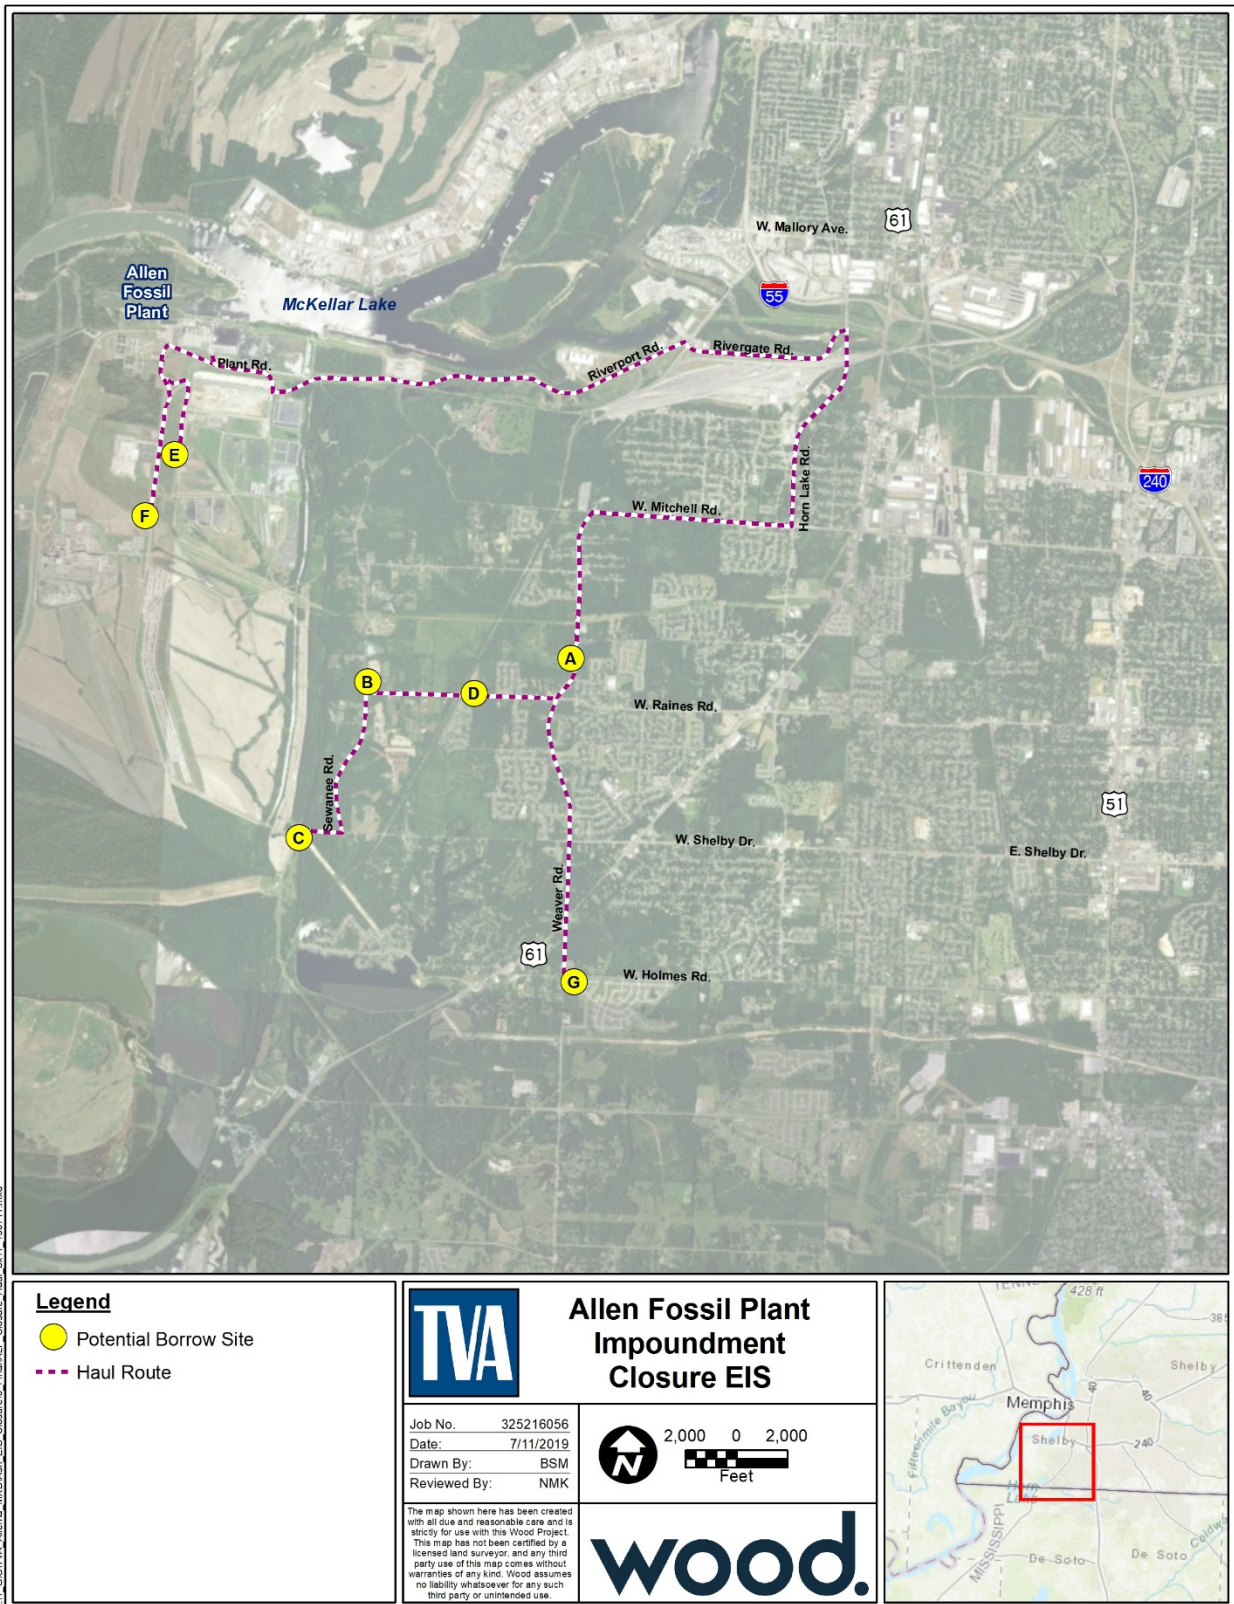 W. Mallory Ave.
61
Allen
Fossil
Plant
McKellar Lake
55
Plant Rd.
Riverport Rd.
Rivergate Rd.
E
F
Horn Lake Rd.
240
W. Mitchell Rd.
A
B
D
W. Raines Rd.
Sewanee Rd.
C
51
W. Shelby Dr.
E. Shelby Dr.
Weaver Rd.
61
G
W. Holmes Rd.
Legend
Potential Borrow Site
Haul Route
TVA
Allen Fossil Plant
Impoundment
Closure EIS
Job No. 325216056
Date: 7/11/2019
Drawn By: BSM
Reviewed By: NMK
N
2,000 0 2,000
Feet
The map shown here has been created
with all due and reasonable care and is
strictly for use with this Wood Project.
This map has not been certified by a
licensed land surveyor, and any third
party use of this map comes without
warranties of any kind. Wood assumes
no liability whatsoever for any such
third party or unintended use.
wood.
428 ft
385
Crittenden
Shelby
40
40
Memphis
Shelby
240
Fifteenmile Bayou
Horn
Lake
MISSISSIPPI
De Soto
De Soto